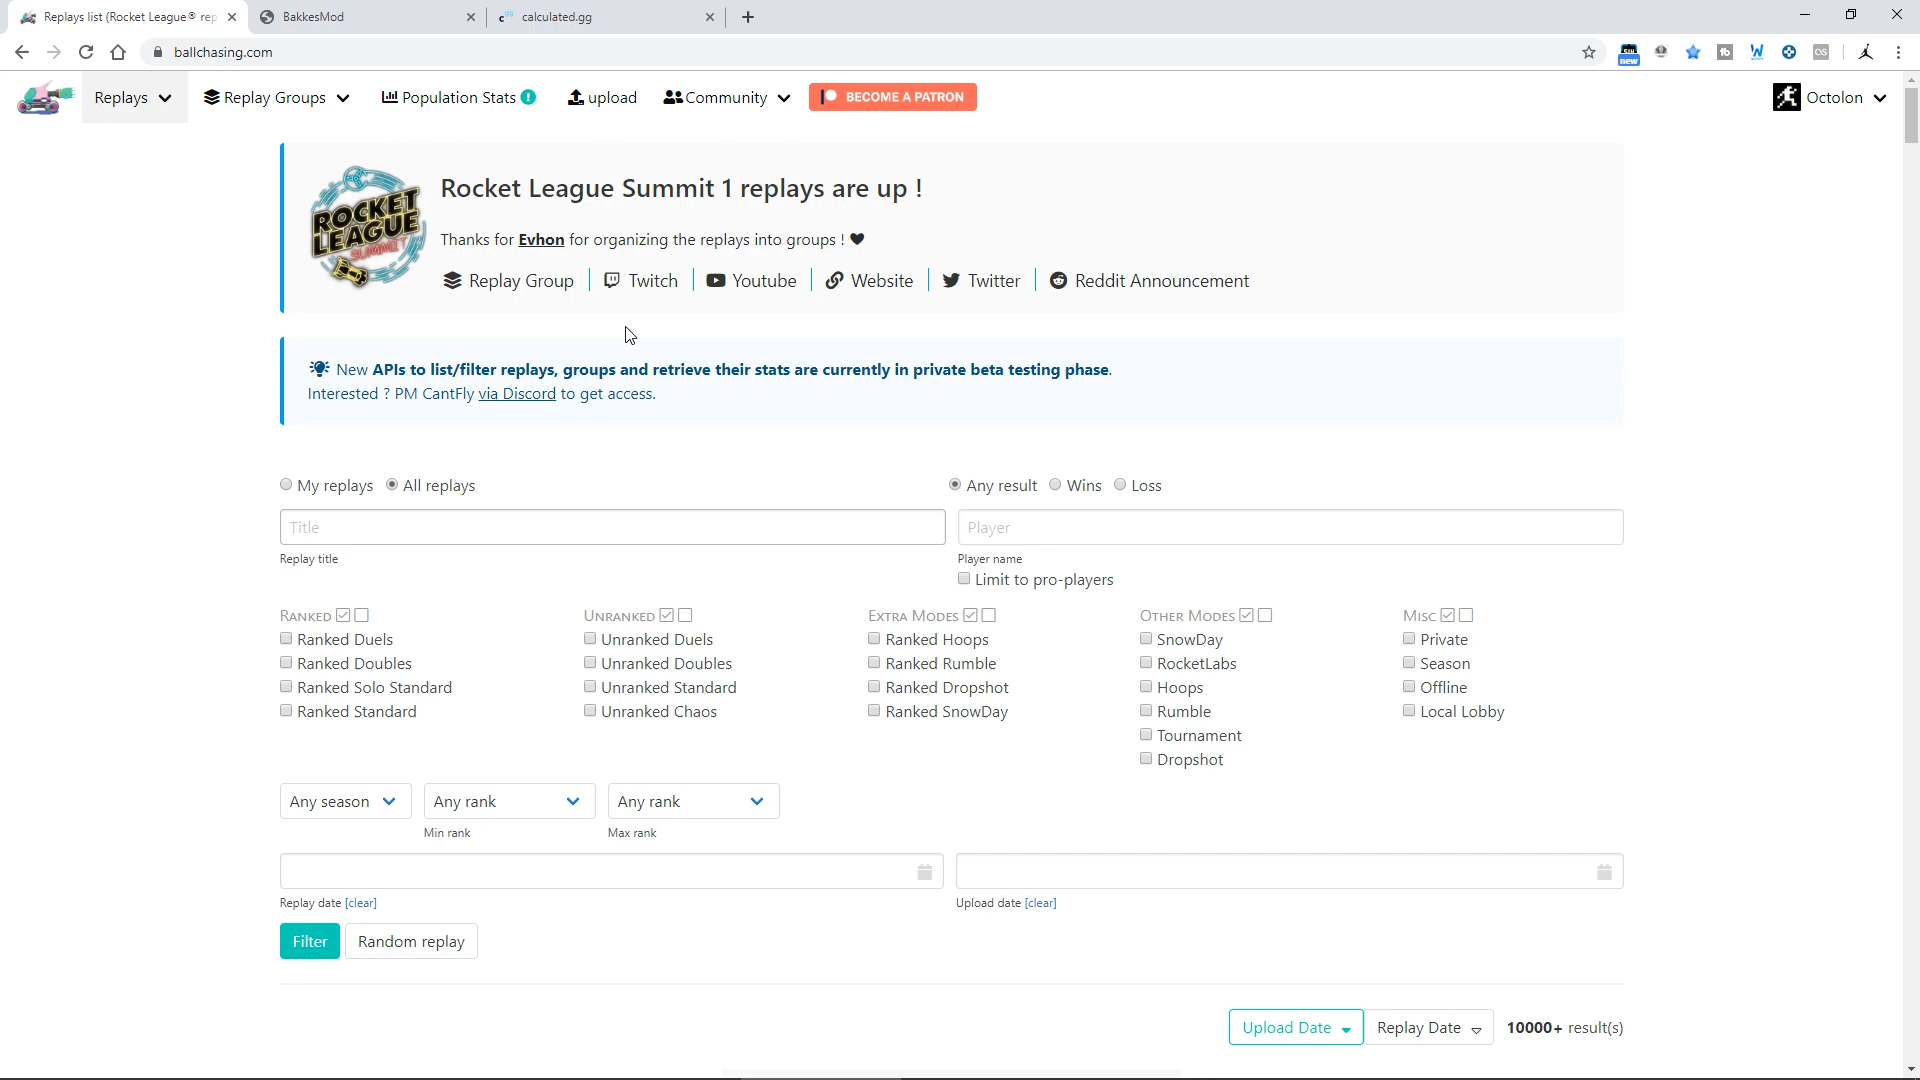 Replays list (Rocket League® rep
BakkesMod
calculated.gg
ballchasing.com
new
Replays
Replay Groups
Population Stats
upload
Community
BECOME A PATRON
Octolon
ROCKET LEAGUE SUMMIT
Rocket League Summit 1 replays are up !
Thanks for Evhon for organizing the replays into groups ! ♥
Replay Group
Twitch
Youtube
Website
Twitter
Reddit Announcement
New APIs to list/filter replays, groups and retrieve their stats are currently in private beta testing phase.
Interested ? PM CantFly via Discord to get access.
My replays
All replays
Any result
Wins
Loss
Title
Player
Replay title
Player name
Limit to pro-players
RANKED
UNRANKED
EXTRA MODES
OTHER MODES
MISC
Ranked Duels
Unranked Duels
Ranked Hoops
SnowDay
Private
Ranked Doubles
Unranked Doubles
Ranked Rumble
RocketLabs
Season
Ranked Solo Standard
Unranked Standard
Ranked Dropshot
Hoops
Offline
Ranked Standard
Unranked Chaos
Ranked SnowDay
Rumble
Local Lobby
Tournament
Dropshot
Any season
Any rank
Any rank
Min rank
Max rank
Replay date [clear]
Upload date [clear]
Filter
Random replay
Upload Date
Replay Date
10000+ result(s)